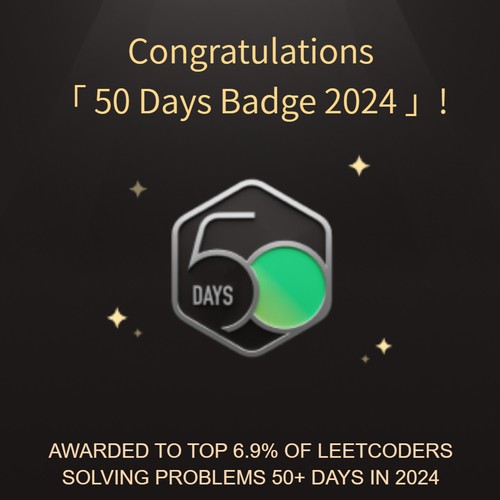 Congratulations
「 50 Days Badge 2024 」!
50
DAYS
AWARDED TO TOP 6.9% OF LEETCODERS
SOLVING PROBLEMS 50+ DAYS IN 2024